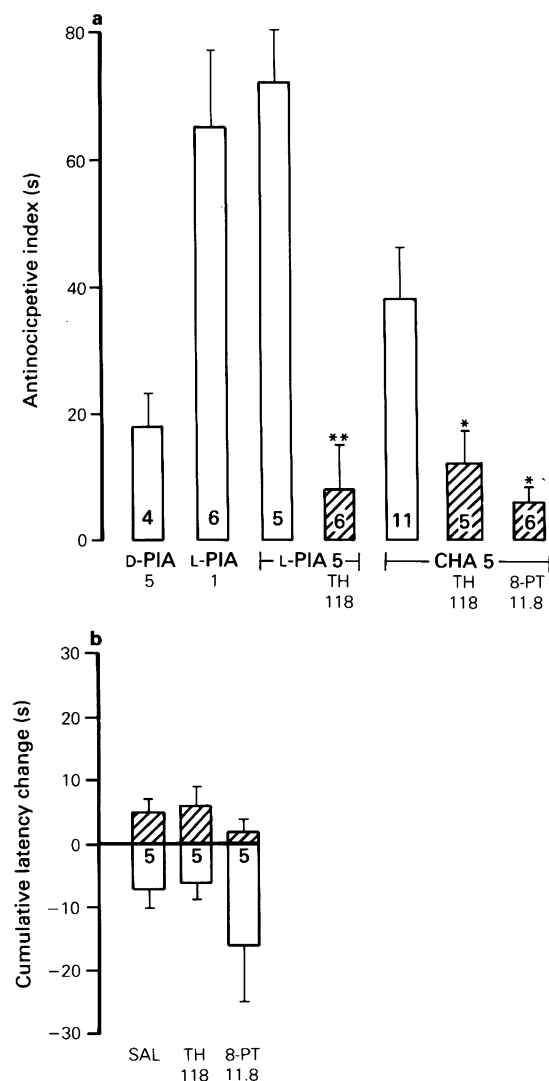 a
80
60
40
20
0
Antinocicpetive index (s)
** * *
4 6 5 6 11 5 6
D-PIA L-PIA L-PIA 5 CHA 5
5 1 TH TH 8-PT
118 118 11.8
b
30
20
10
0
−10
−20
−30
Cumulative latency change (s)
5 5 5
SAL TH 8-PT
118 11.8